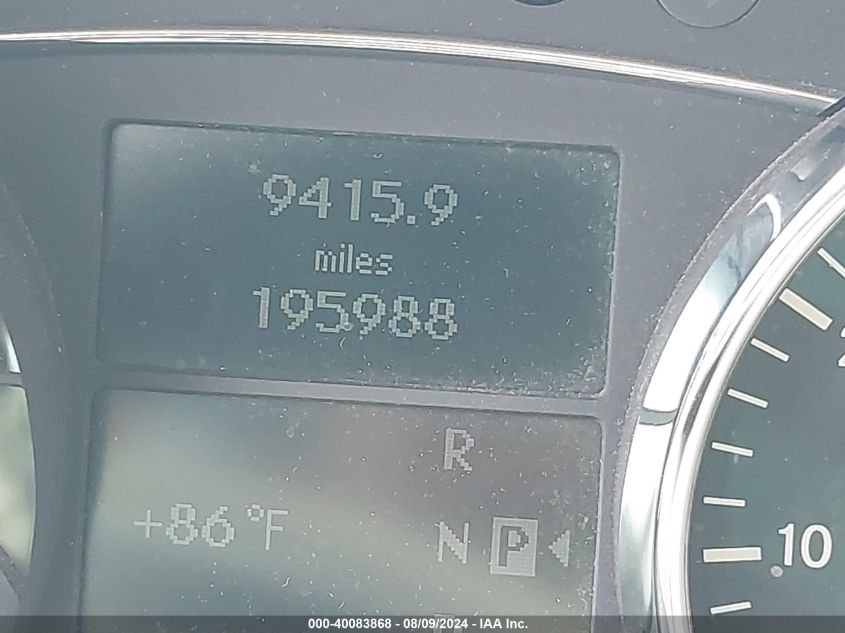 9415.9
miles
195988
R
+86°F
N P
10
000-40083868 - 08/09/2024 - IAA Inc.